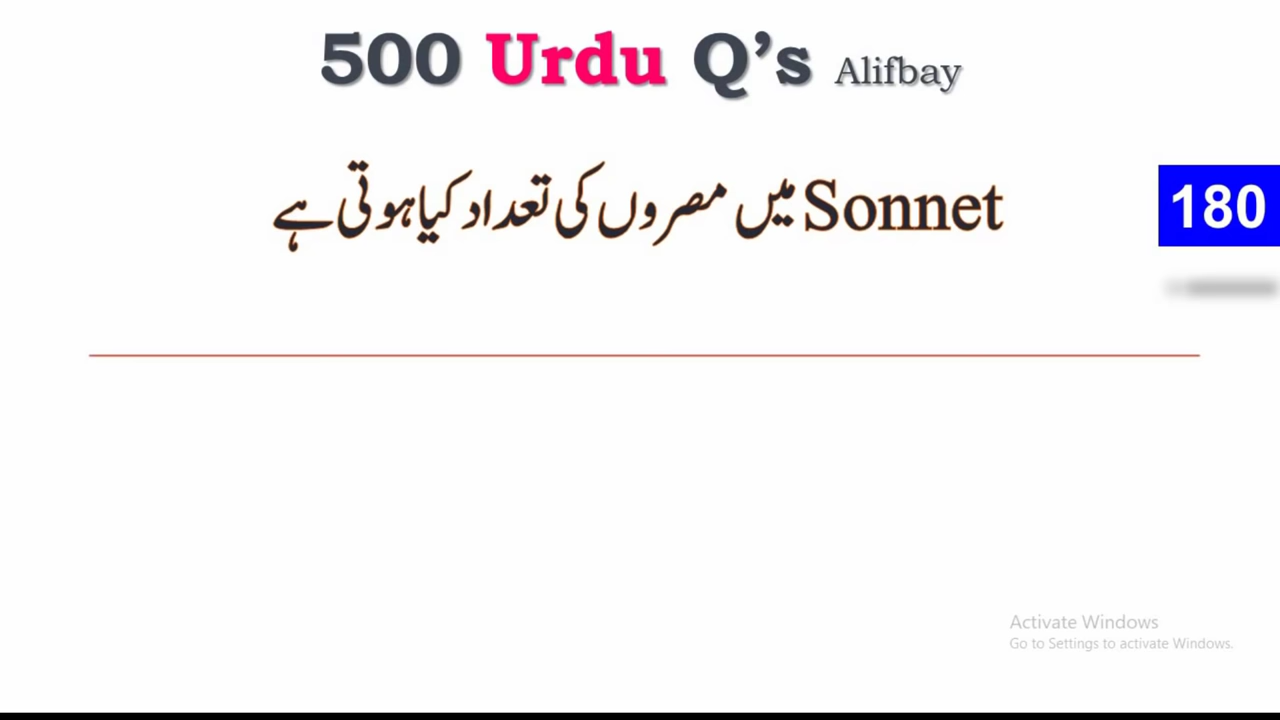 500 Urdu Q’s Alifbay
Sonnet میں مصروں کی تعداد کیا ہوتی ہے
180
Activate Windows
Go to Settings to activate Windows.